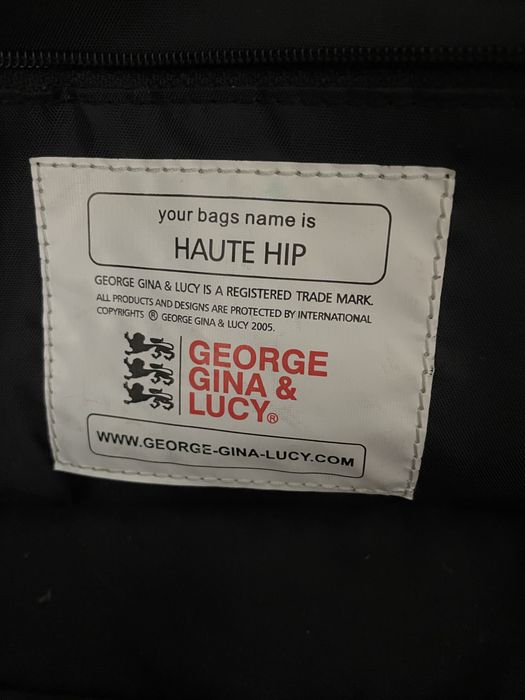 your bags name is
HAUTE HIP
GEORGE GINA & LUCY IS A REGISTERED TRADE MARK.
ALL PRODUCTS AND DESIGNS ARE PROTECTED BY INTERNATIONAL
COPYRIGHTS ® GEORGE GINA & LUCY 2005.
GEORGE
GINA &
LUCY®
WWW.GEORGE-GINA-LUCY.COM